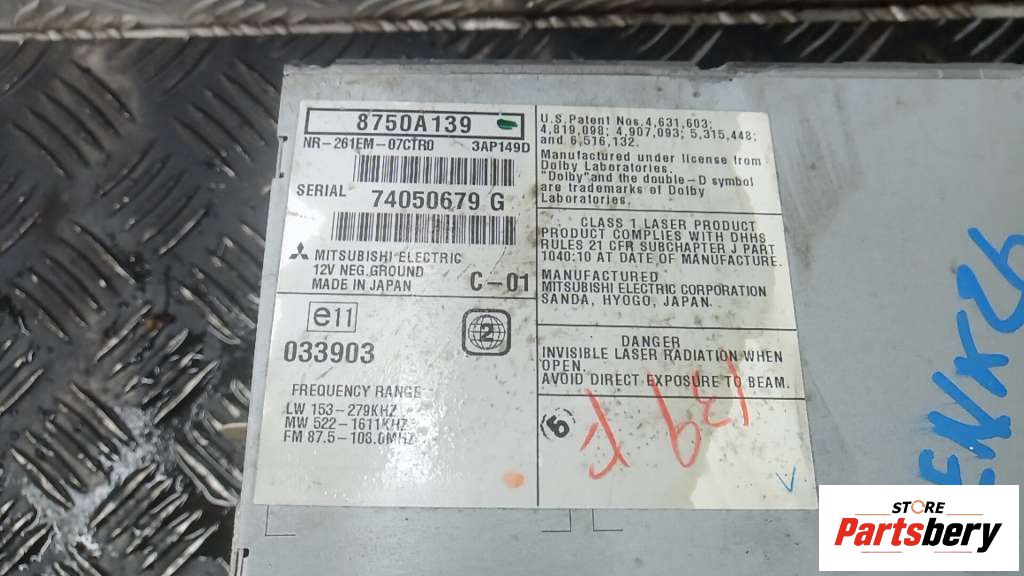 8750A139
NR-261EM-07CTR0 3AP149D
SERIAL 74050679 G
MITSUBISHI ELECTRIC
12V NEG.GROUND
MADE IN JAPAN C-01
e11
2
033903
FREQUENCY RANGE
LW 153-279KHZ
MW 522-1611KHZ
FM 87.5-108.0MHZ
U.S.Patent Nos.4,631,603;
4,819,098; 4,907,093; 5,315,448;
and 6,516,132.
Manufactured under license from
Dolby Laboratories.
"Dolby"and the double-D symbol
are trademarks of Dolby
Laboratories.
CLASS 1 LASER PRODUCT
PRODUCT COMPLIES WITH DHHS
RULES 21 CFR SUBCHAPTER J PART
1040:10 AT DATE OF MANUFACTURE.
MANUFACTURED
MITSUBISHI ELECTRIC CORPORATION
SANDA, HYOGO, JAPAN.
DANGER
INVISIBLE LASER RADIATION WHEN
OPEN.
AVOID DIRECT EXPOSURE TO BEAM.
139 F
STORE
Partsbery